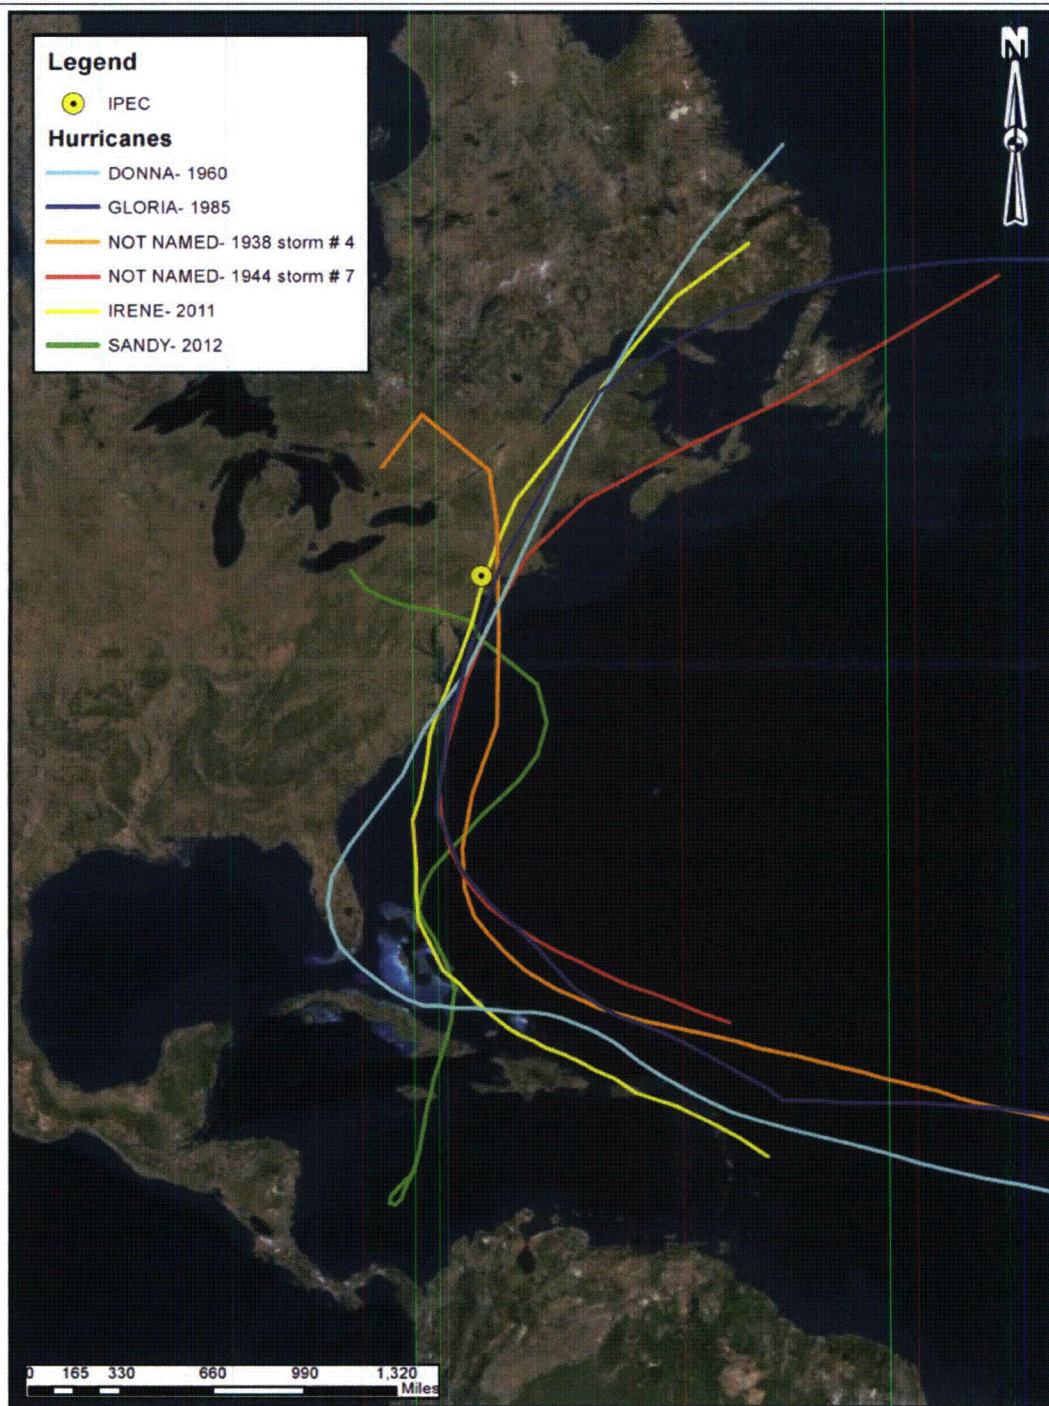 N
Legend
IPEC
Hurricanes
DONNA- 1960
GLORIA- 1985
NOT NAMED- 1938 storm # 4
NOT NAMED- 1944 storm # 7
IRENE- 2011
SANDY- 2012
0 165 330 660 990 1,320
Miles